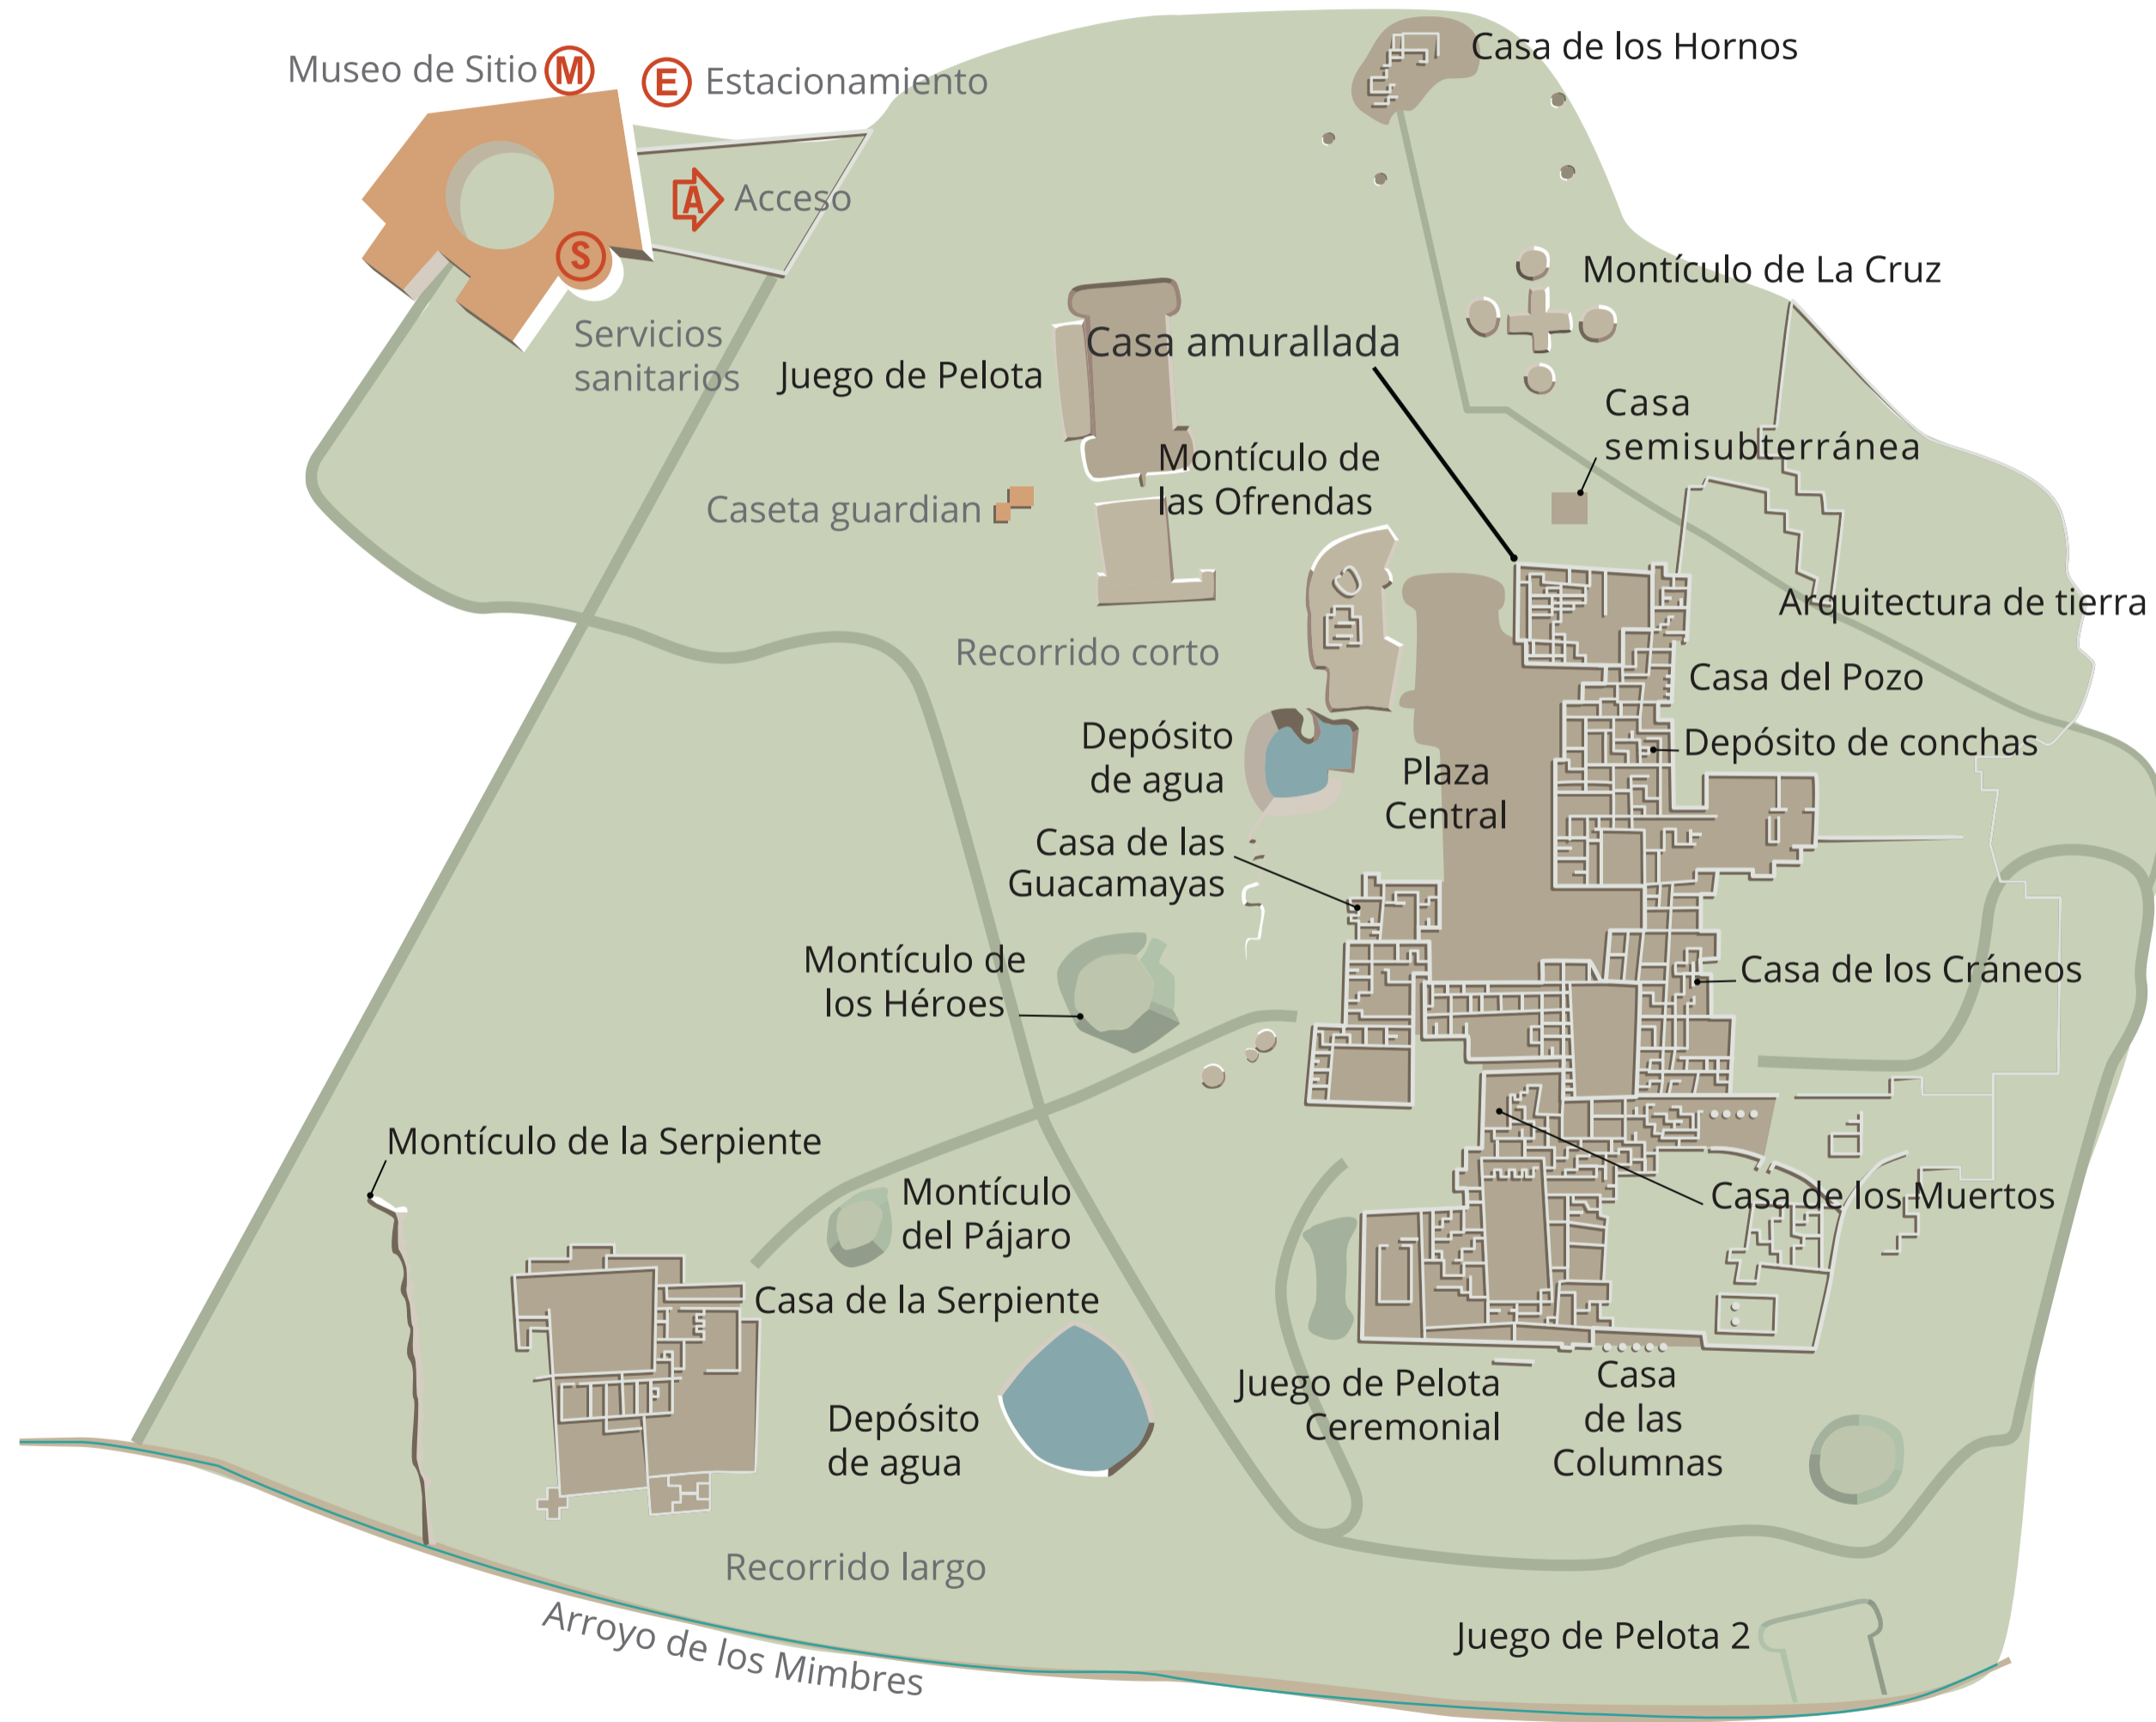 Casa de los Hornos
Museo de Sitio M
E Estacionamiento
A Acceso
S
Servicios
sanitarios
Montículo de La Cruz
Casa amurallada
Juego de Pelota
Casa
semisubterránea
Montículo de
las Ofrendas
Caseta guardian
Arquitectura de tierra
Recorrido corto
Casa del Pozo
Depósito
de agua
Depósito de conchas
Plaza
Central
Casa de las
Guacamayas
Montículo de
los Héroes
Casa de los Cráneos
Montículo de la Serpiente
Montículo
del Pájaro
Casa de los Muertos
Casa de la Serpiente
Juego de Pelota
Ceremonial
Casa
de las
Columnas
Depósito
de agua
Recorrido largo
Arroyo de los Mimbres
Juego de Pelota 2